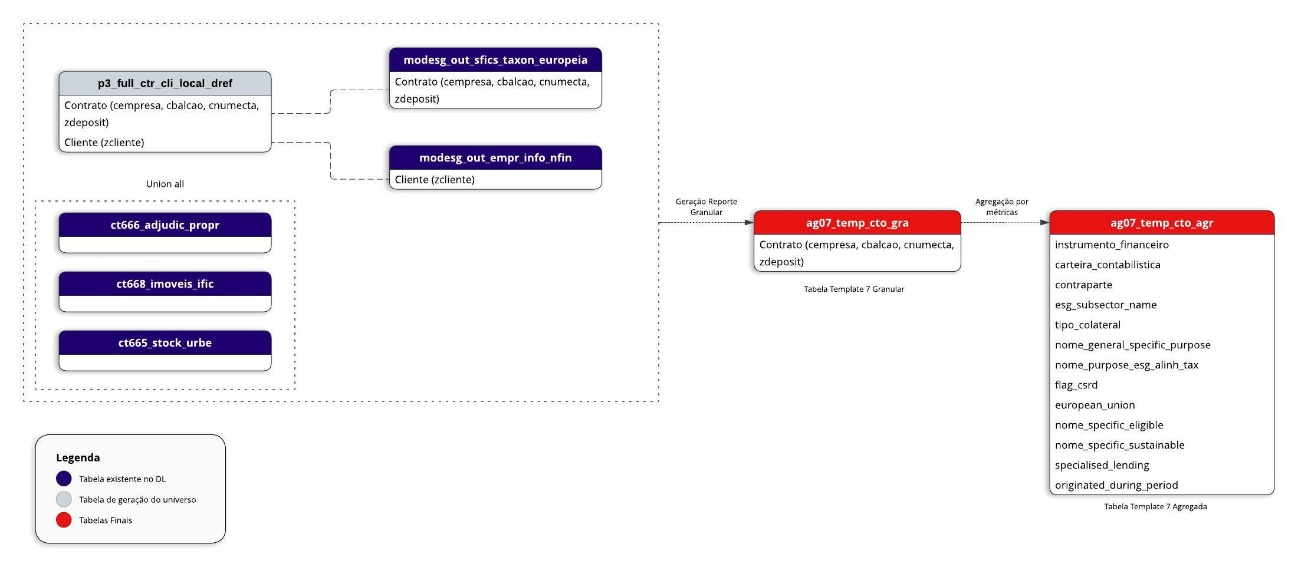 p3_full_ctr_cli_local_dref
Contrato (cempresa, cbalcao, cnumecta,
zdeposit)
Cliente (zcliente)
modesg_out_sfics_taxon_europeia
Contrato (cempresa, cbalcao, cnumecta,
zdeposit)
modesg_out_empr_info_nfin
Cliente (zcliente)
Union all
ct666_adjudic_propr
ct668_imoveis_ific
ct665_stock_urbe
Geração Reporte
Granular
ag07_temp_cto_gra
Contrato (cempresa, cbalcao, cnumecta,
zdeposit)
Tabela Template 7 Granular
Agregação por
métricas
ag07_temp_cto_agr
instrumento_financeiro
carteira_contabilistica
contraparte
esg_subsector_name
tipo_colateral
nome_general_specific_purpose
nome_purpose_esg_alinh_tax
flag_csrd
european_union
nome_specific_eligible
nome_specific_sustainable
specialised_lending
originated_during_period
Tabela Template 7 Agregada
Legenda
Tabela existente no DL
Tabela de geração do universo
Tabelas Finais